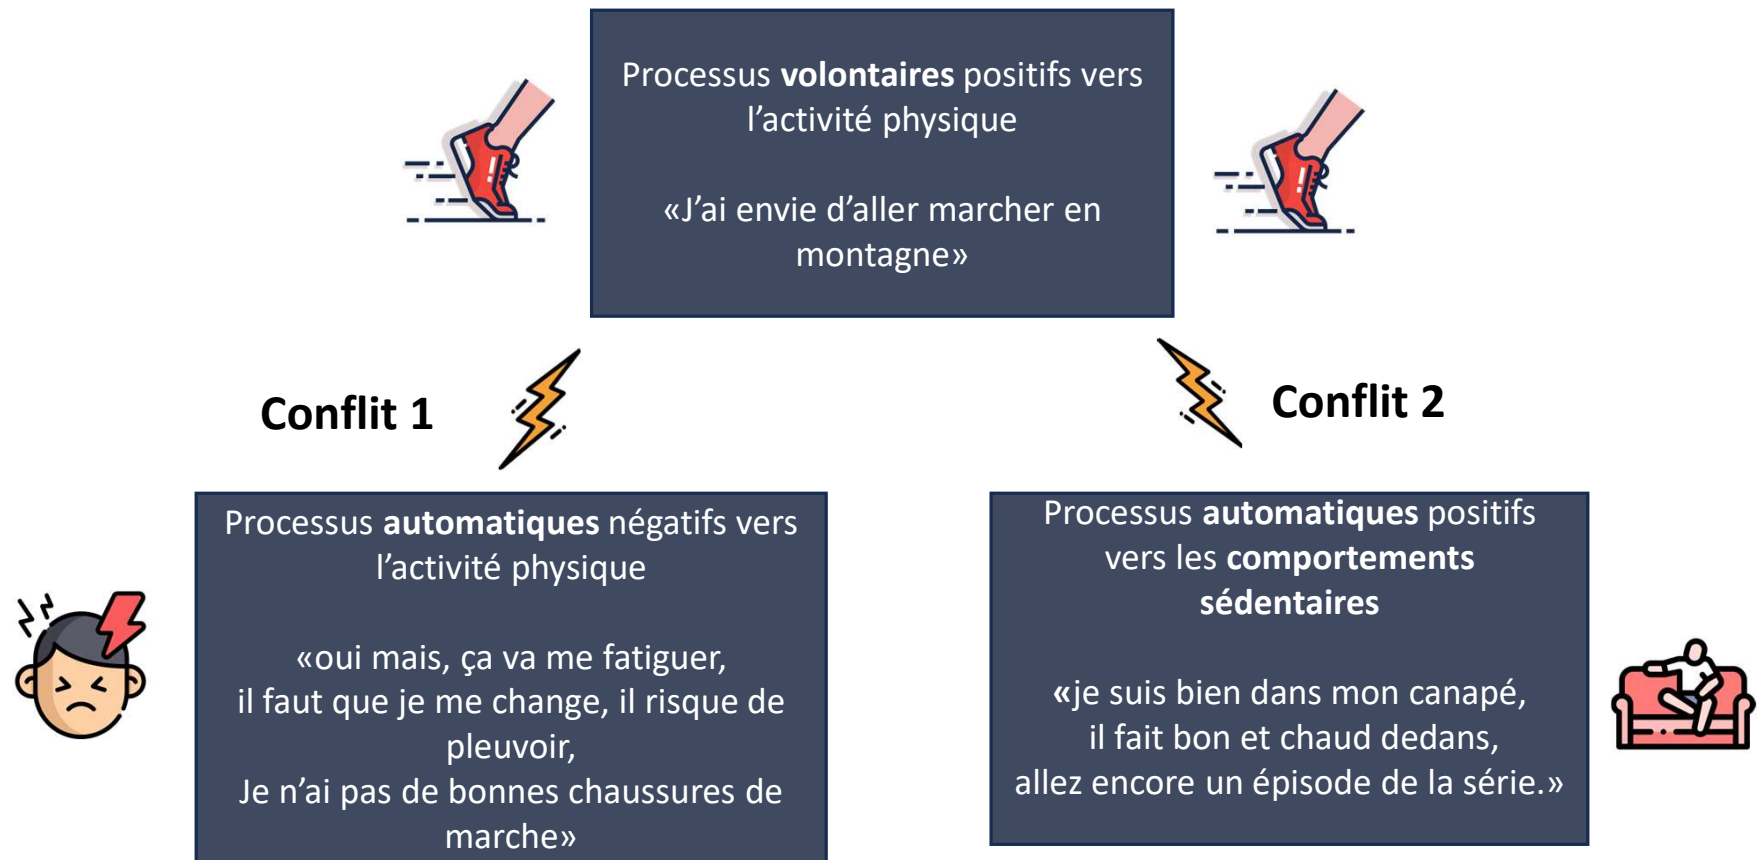 Processus volontaires positifs vers
l’activité physique
«J’ai envie d’aller marcher en
montagne»
Conflit 1
Conflit 2
Processus automatiques négatifs vers
l’activité physique
«oui mais, ça va me fatiguer,
il faut que je me change, il risque de
pleuvoir,
Je n’ai pas de bonnes chaussures de
marche»
Processus automatiques positifs
vers les comportements
sédentaires
«je suis bien dans mon canapé,
il fait bon et chaud dedans,
allez encore un épisode de la série.»